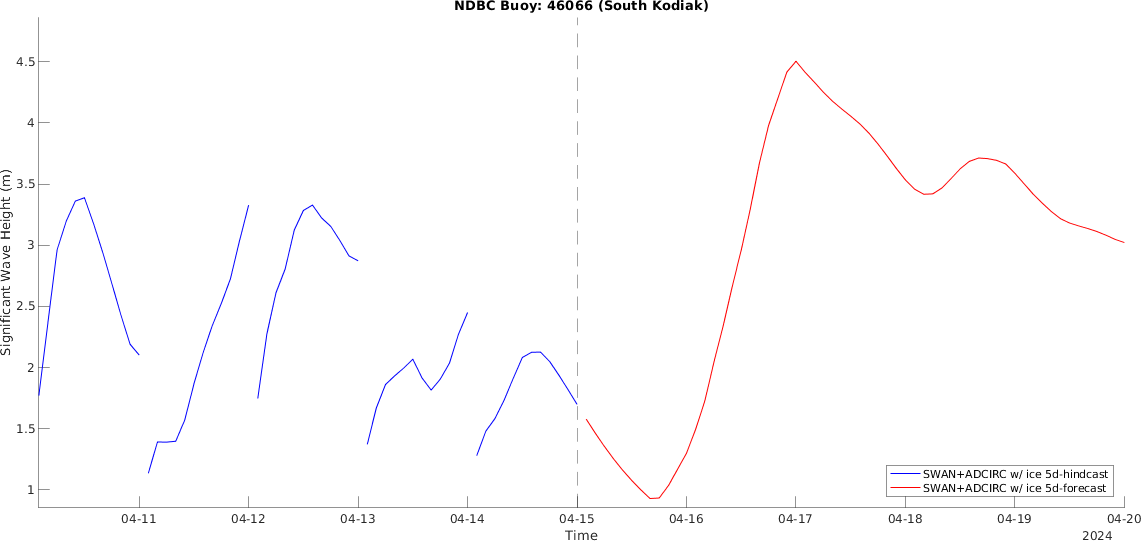 NDBC Buoy: 46066 (South Kodiak)
4.5
4
3.5
3
2.5
2
1.5
1
Significant Wave Height (m)
SWAN+ADCIRC w/ ice 5d-hindcast
SWAN+ADCIRC w/ ice 5d-forecast
04-11 04-12 04-13 04-14 04-15 04-16 04-17 04-18 04-19 04-20
Time
2024